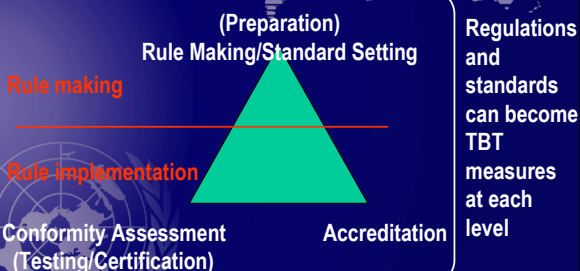 (Preparation)
Rule Making/Standard Setting
Rule making
Rule implementation
Conformity Assessment
(Testing/Certification)
Accreditation
Regulations
and
standards
can become
TBT
measures
at each
level